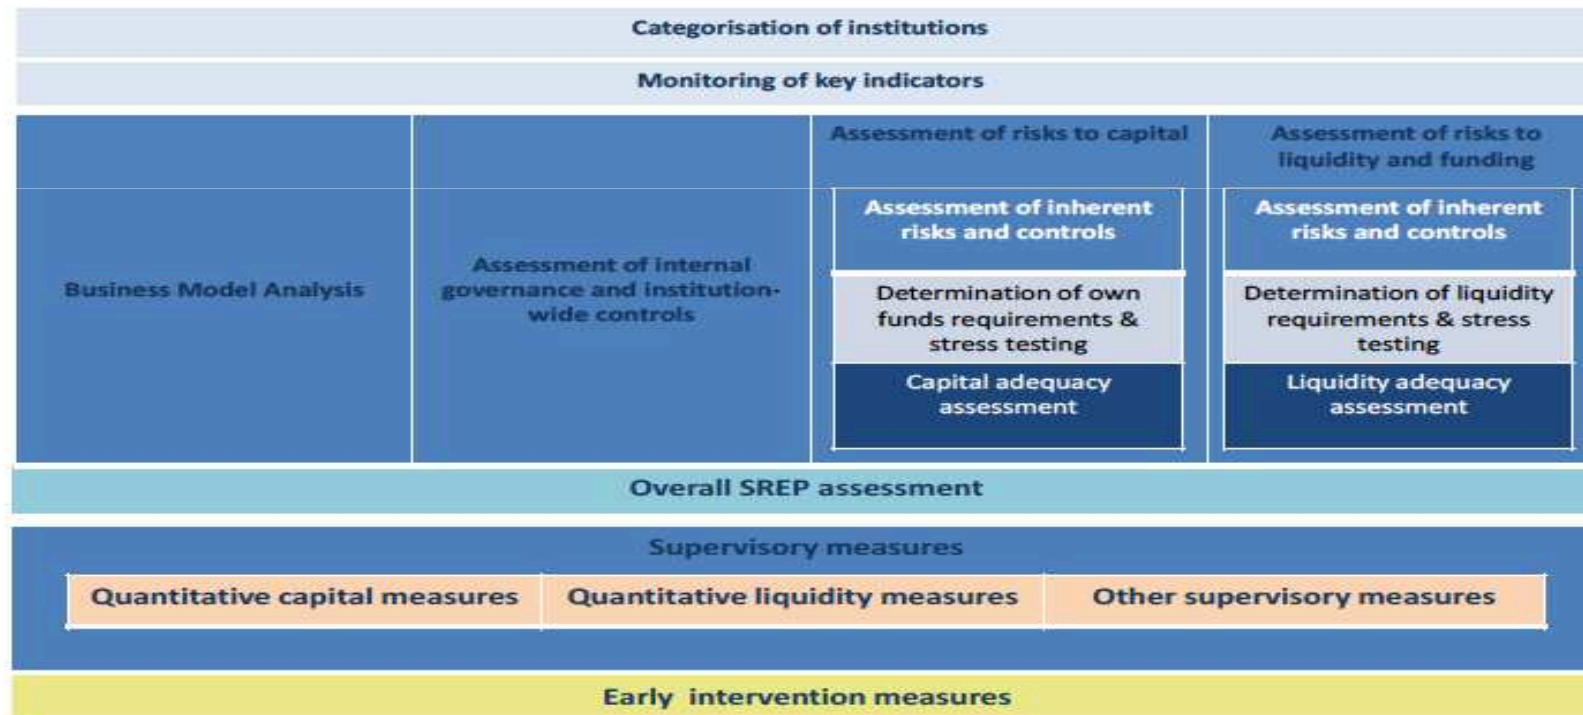 Categorisation of institutions
Monitoring of key indicators
Business Model Analysis
Assessment of internal
governance and institution-
wide controls
Assessment of risks to capital
Assessment of inherent
risks and controls
Determination of own
funds requirements &
stress testing
Capital adequacy
assessment
Assessment of risks to
liquidity and funding
Assessment of inherent
risks and controls
Determination of liquidity
requirements & stress
testing
Liquidity adequacy
assessment
Overall SREP assessment
Supervisory measures
Quantitative capital measures
Quantitative liquidity measures
Other supervisory measures
Early intervention measures